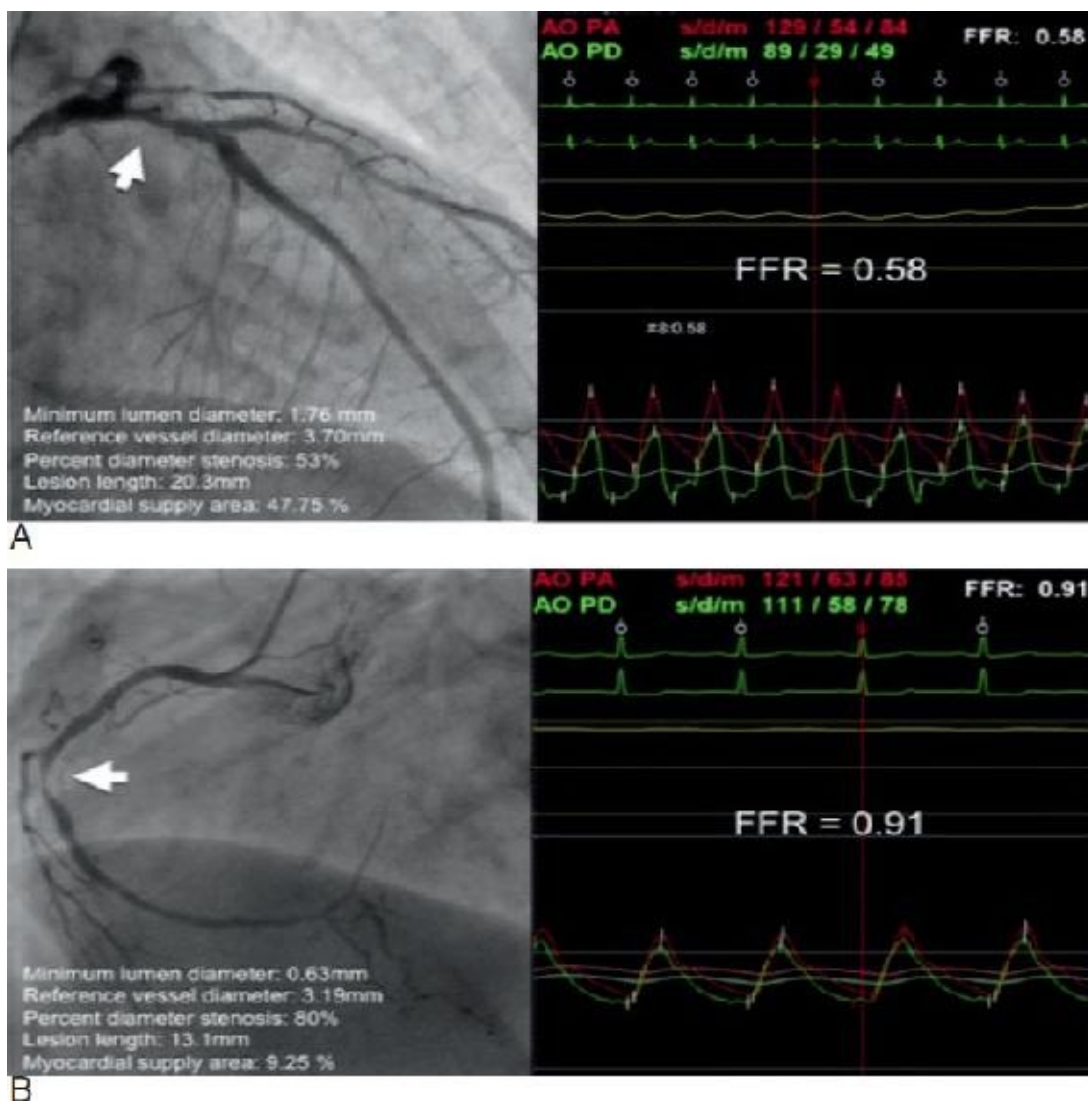 AO PA s/d/m 129 / 54 / 84 FFR: 0.58
AO PD s/d/m 89 / 29 / 49
FFR = 0.58
#8:0.58
Minimum lumen diameter: 1.76 mm
Reference vessel diameter: 3.70mm
Percent diameter stenosis: 53%
Lesion length: 20.3mm
Myocardial supply area: 47.75 %
A
AO PA s/d/m 121 / 63 / 85 FFR: 0.91
AO PD s/d/m 111 / 58 / 78
FFR = 0.91
Minimum lumen diameter: 0.63mm
Reference vessel diameter: 3.19mm
Percent diameter stenosis: 80%
Lesion length: 13.1mm
Myocardial supply area: 9.25 %
B